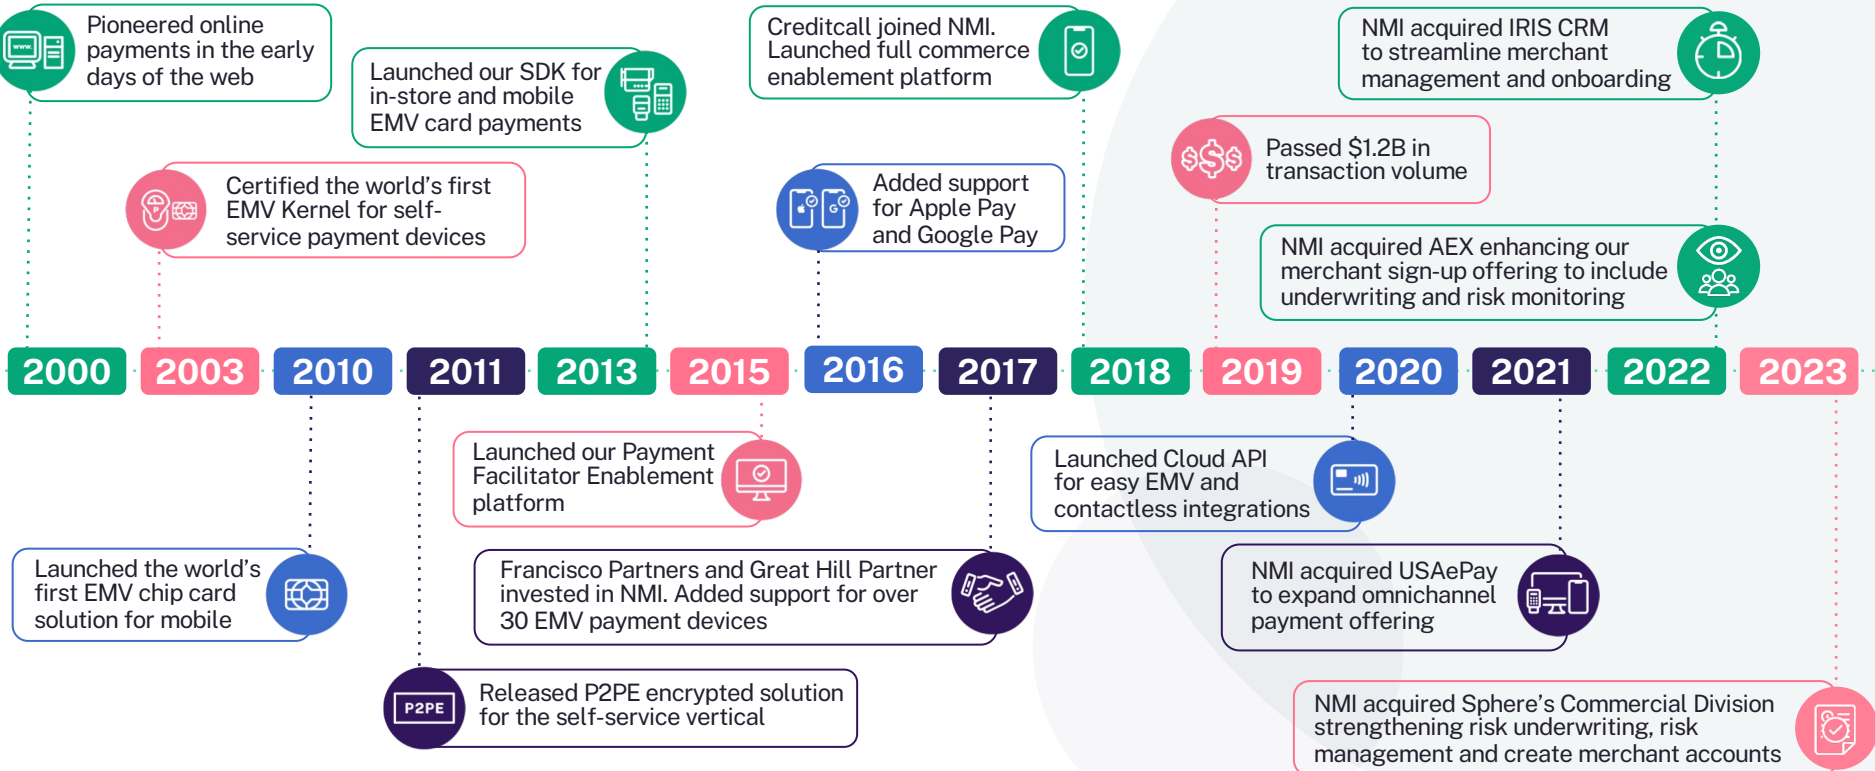 www.
Pioneered online
payments in the early
days of the web
Launched our SDK for
in-store and mobile
EMV card payments
Creditcall joined NMI.
Launched full commerce
enablement platform
NMI acquired IRIS CRM
to streamline merchant
management and onboarding
P
Certified the world's first
EMV Kernel for self-
service payment devices
G
Added support
for Apple Pay
and Google Pay
$$$
Passed $1.2B in
transaction volume
NMI acquired AEX enhancing our
merchant sign-up offering to include
underwriting and risk monitoring
2000 2003 2010 2011 2013 2015 2016 2017 2018 2019 2020 2021 2022 2023
Launched our Payment
Facilitator Enablement
platform
Launched Cloud API
for easy EMV and
contactless integrations
Launched the world's
first EMV chip card
solution for mobile
Francisco Partners and Great Hill Partner
invested in NMI. Added support for over
30 EMV payment devices
NMI acquired USAePay
to expand omnichannel
payment offering
P2PE
Released P2PE encrypted solution
for the self-service vertical
NMI acquired Sphere's Commercial Division
strengthening risk underwriting, risk
management and create merchant accounts